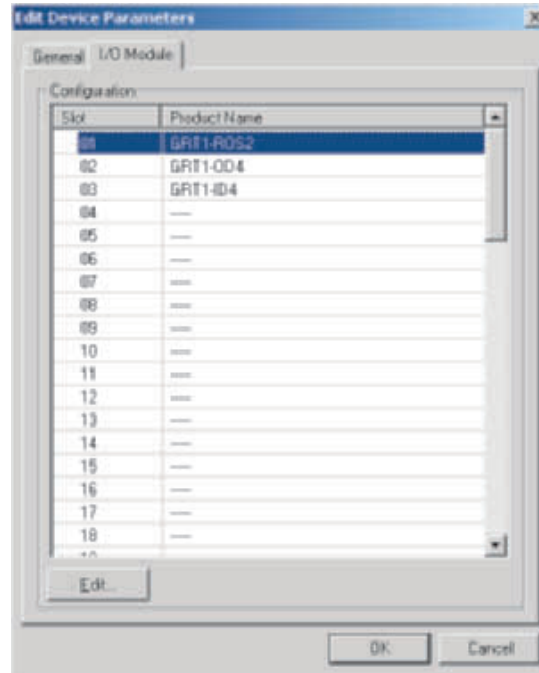 Edit Device Parameters
General I/O Module
Configuration
Slot Product Name
01 GRT1-ROS2
02 GRT1-OD4
03 GRT1-ID4
04 ----
05 ----
06 ----
07 ----
08 ----
09 ----
10 ----
11 ----
12 ----
13 ----
14 ----
15 ----
16 ----
17 ----
18 ----
Edit...
OK Cancel